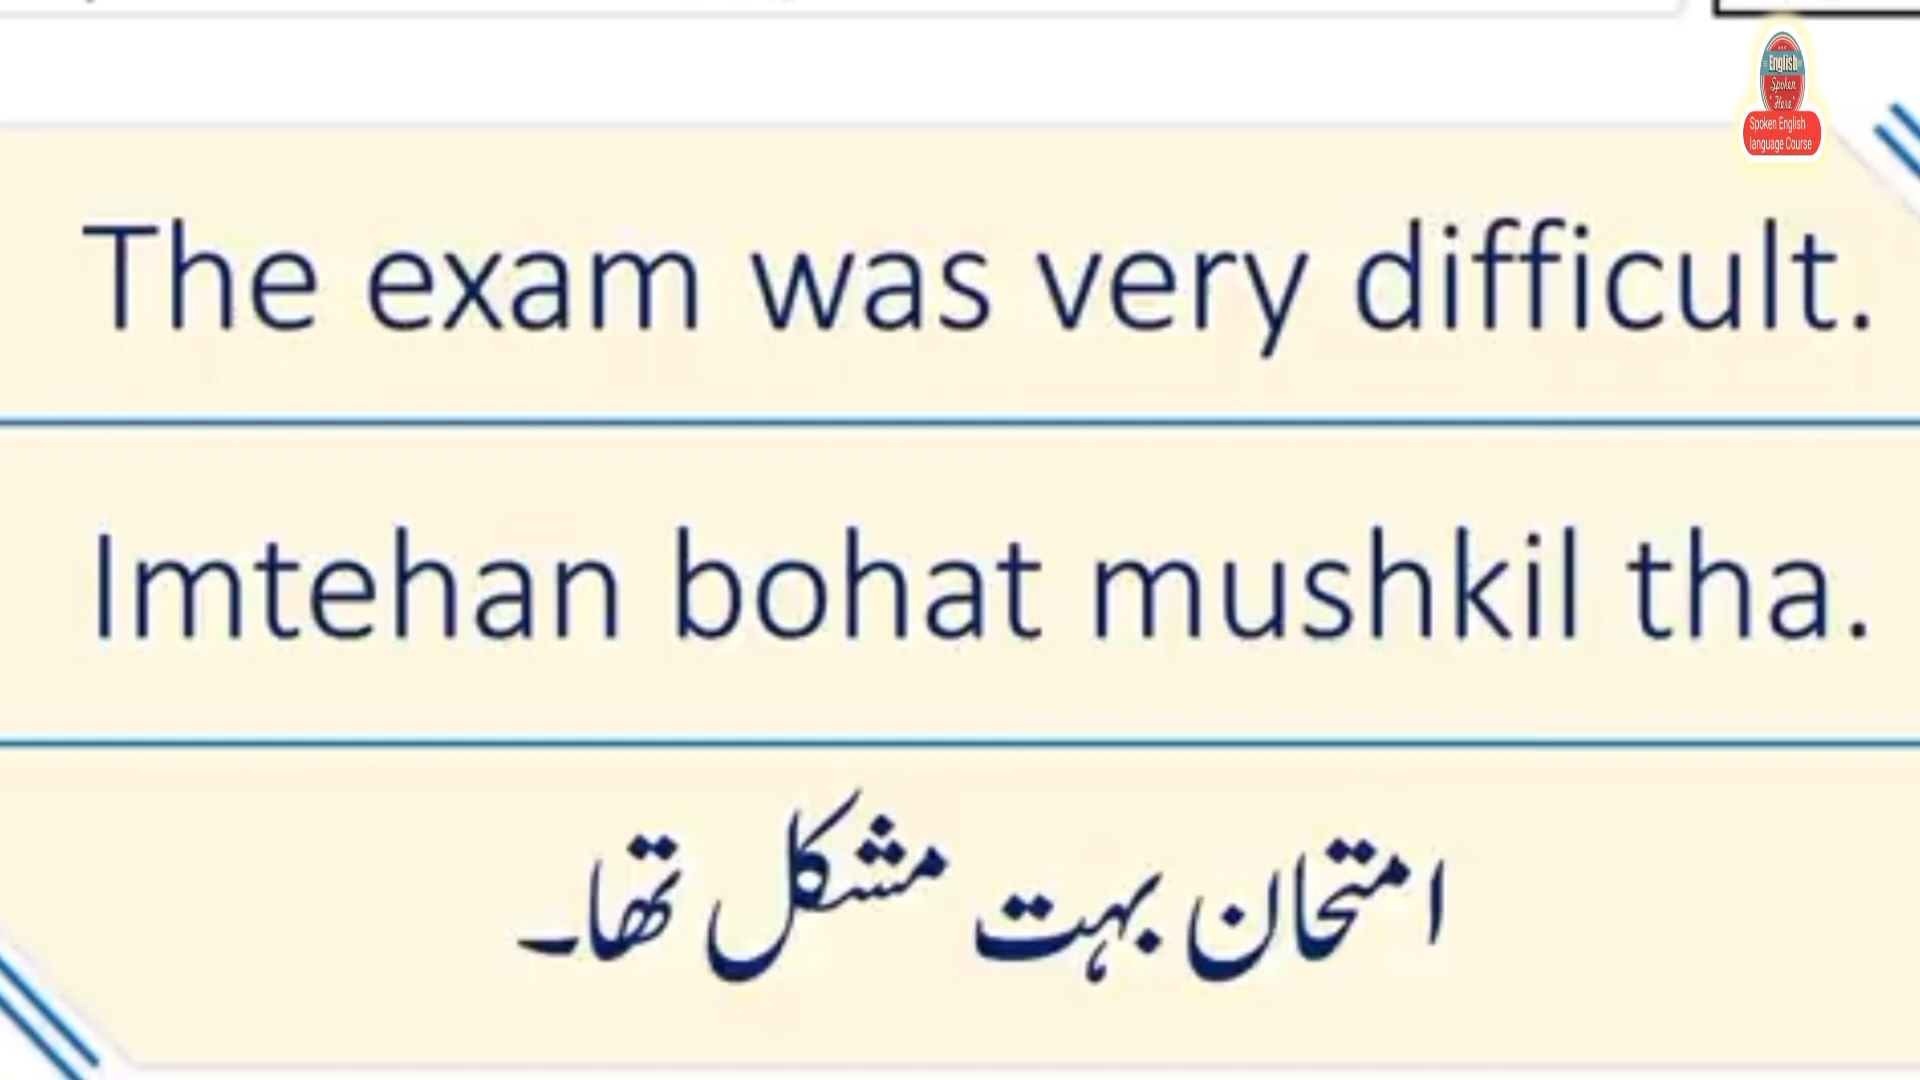 English
Spoken
Here
Spoken English
language Course
The exam was very difficult.
Imtehan bohat mushkil tha.
امتحان بہت مشکل تھا۔